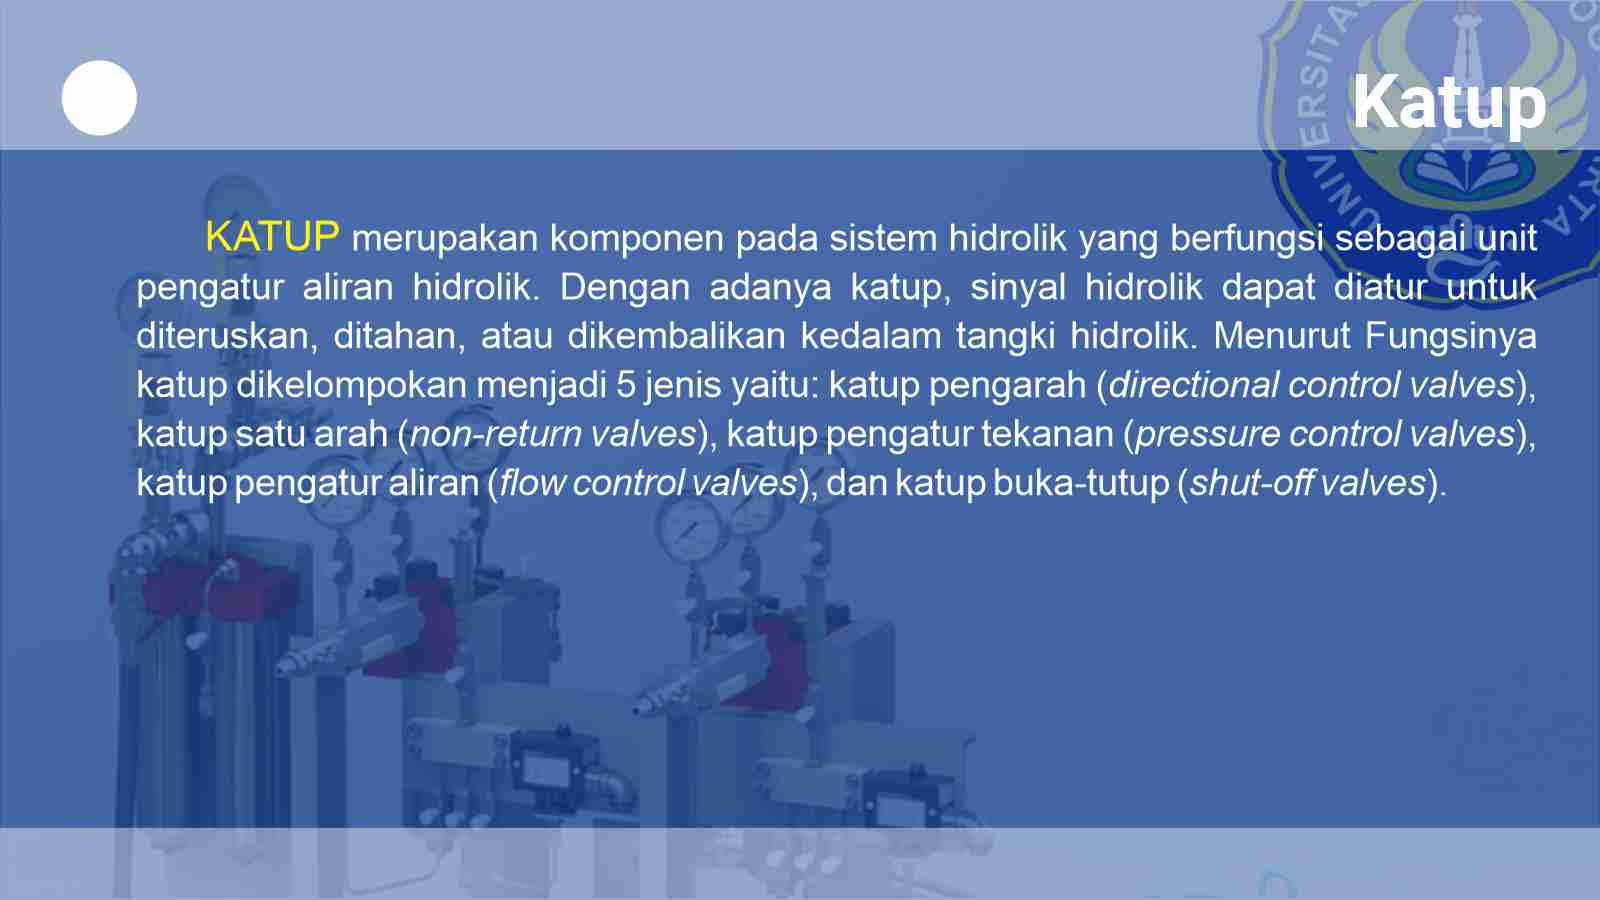 Katup
KATUP merupakan komponen pada sistem hidrolik yang berfungsi sebagai unit
pengatur aliran hidrolik. Dengan adanya katup, sinyal hidrolik dapat diatur untuk
diteruskan, ditahan, atau dikembalikan kedalam tangki hidrolik. Menurut Fungsinya
katup dikelompokan menjadi 5 jenis yaitu: katup pengarah (directional control valves),
katup satu arah (non-return valves), katup pengatur tekanan (pressure control valves),
katup pengatur aliran (flow control valves), dan katup buka-tutup (shut-off valves).